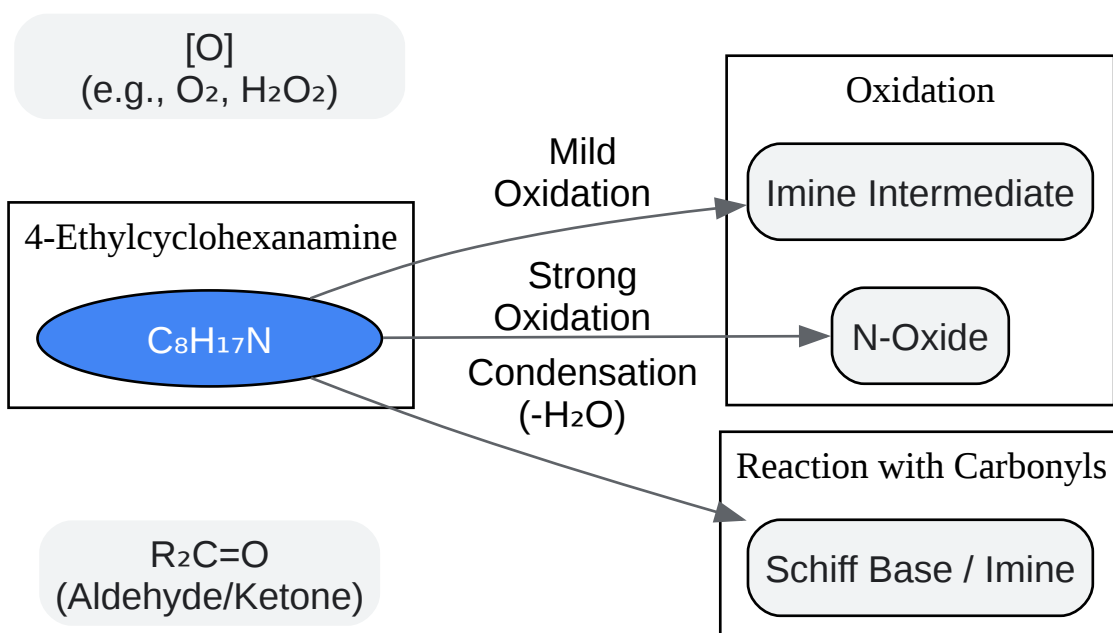 [O]
(e.g., O₂, H₂O₂)
4-Ethylcyclohexanamine
C₈H₁₇N
R₂C=O
(Aldehyde/Ketone)
Mild
Oxidation
Strong
Oxidation
Condensation
(-H₂O)
Oxidation
Imine Intermediate
N-Oxide
Reaction with Carbonyls
Schiff Base / Imine